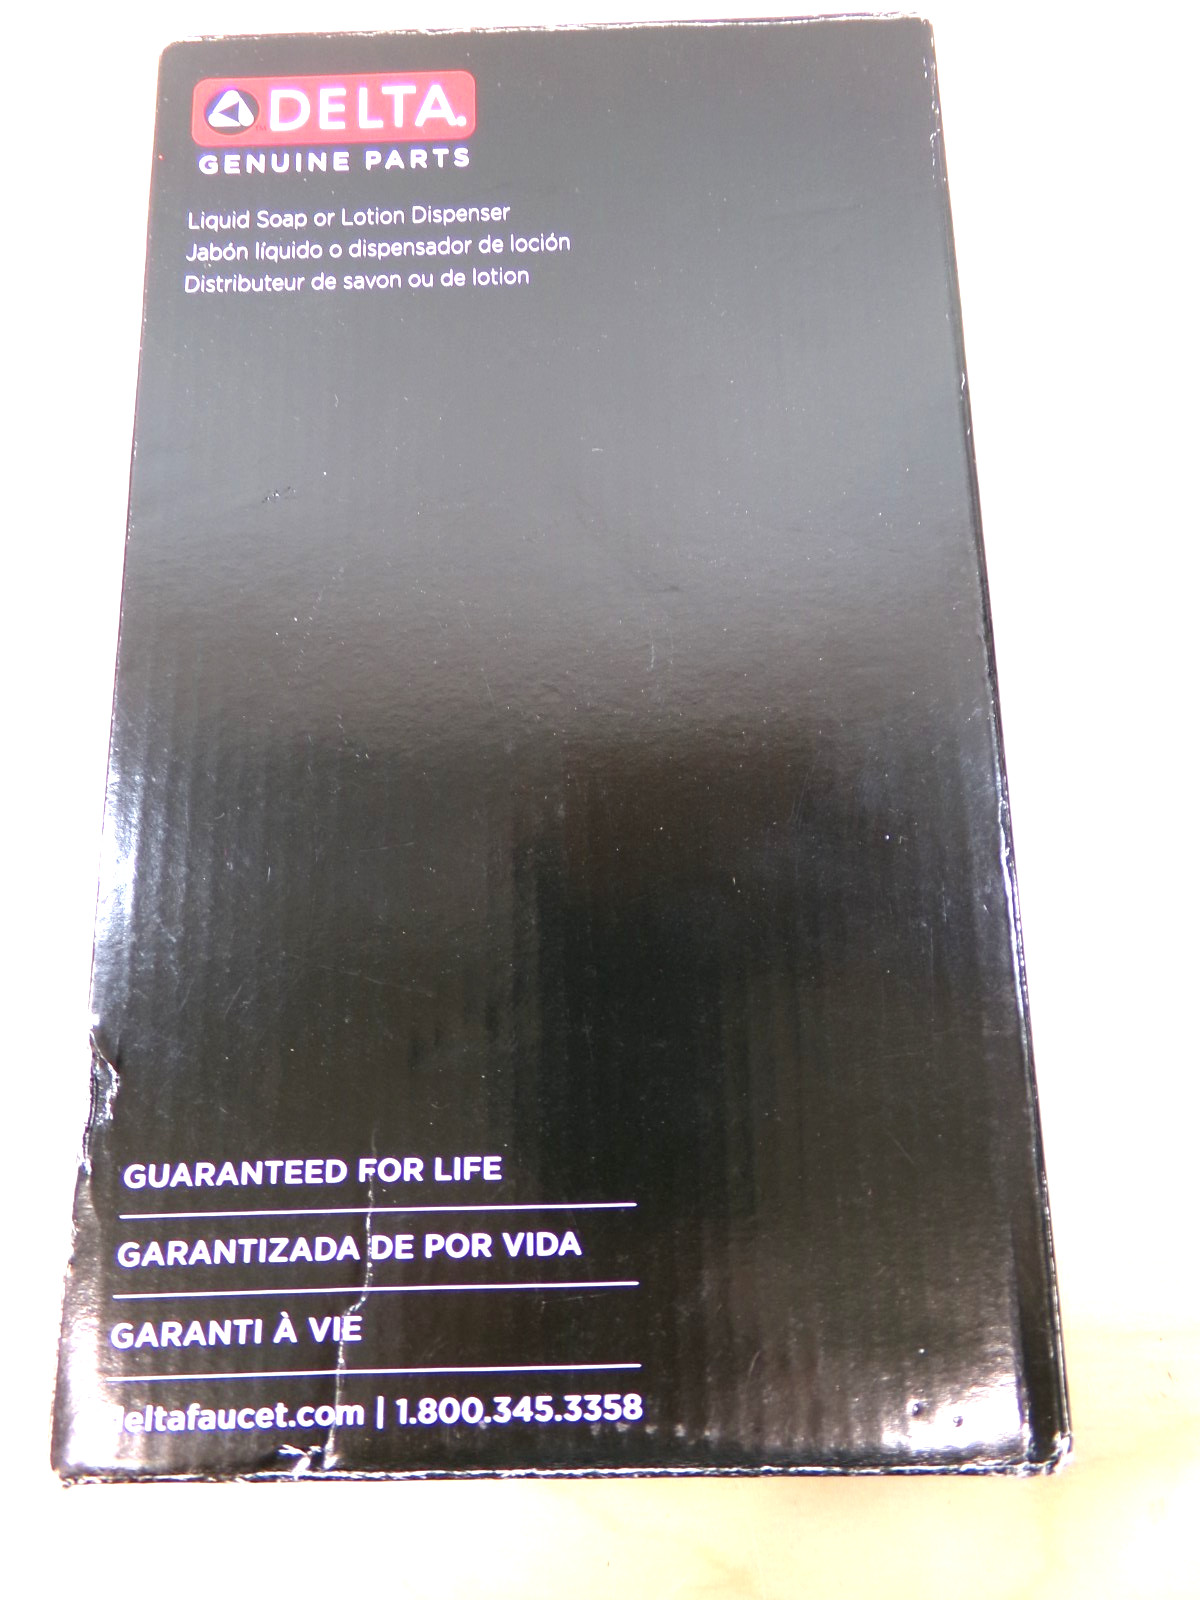 DELTA.
GENUINE PARTS
Liquid Soap or Lotion Dispenser
Jabón líquido o dispensador de loción
Distributeur de savon ou de lotion
GUARANTEED FOR LIFE
GARANTIZADA DE POR VIDA
GARANTI À VIE
deltafaucet.com | 1.800.345.3358